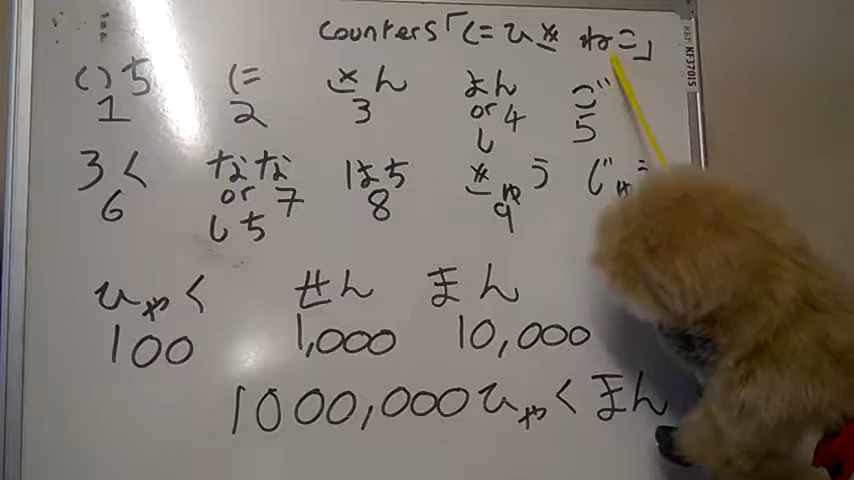 counters「にひき ねこ」
いち に さん よん ご
1 2 3 or 4 5
し
ろく なな はち きゅう じゅう
6 or 7 8 9
しち
ひゃく せん まん
100 1,000 10,000
1000,000 ひゃくまん
KF37015